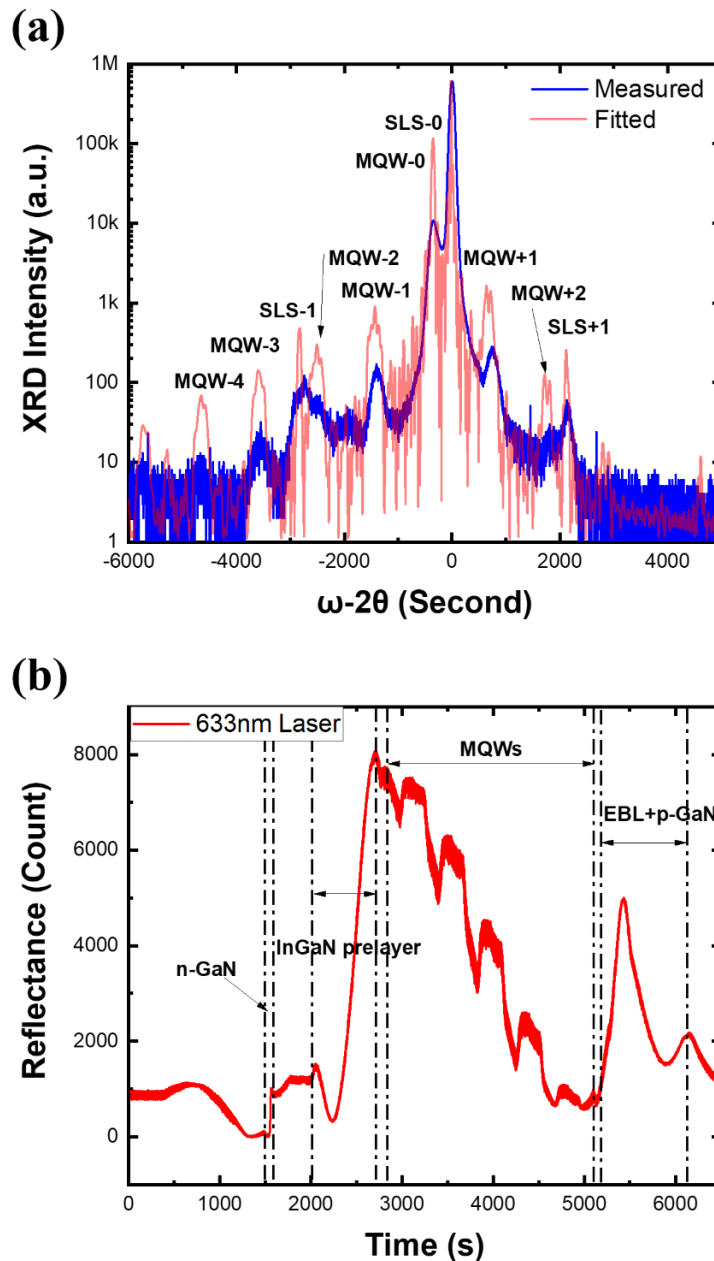 (a)
1M
100k
10k
1k
100
10
1
XRD Intensity (a.u.)
Measured
Fitted
SLS-0
MQW-0
MQW-2
MQW+1
SLS-1
MQW-1
MQW+2
MQW-3
SLS+1
MQW-4
-6000 -4000 -2000 0 2000 4000
ω-2θ (Second)
(b)
633nm Laser
8000
6000
4000
2000
0
Reflectance (Count)
MQWs
EBL+p-GaN
InGaN prelayer
n-GaN
0 1000 2000 3000 4000 5000 6000
Time (s)